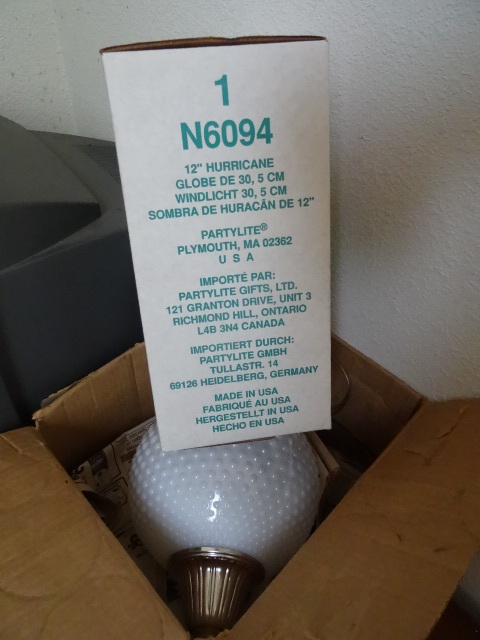 1
N6094
12" HURRICANE
GLOBE DE 30, 5 CM
WINDLICHT 30, 5 CM
SOMBRA DE HURACÁN DE 12"
PARTYLITE®
PLYMOUTH, MA 02362
U S A
IMPORTÉ PAR:
PARTYLITE GIFTS, LTD.
121 GRANTON DRIVE, UNIT 3
RICHMOND HILL, ONTARIO
L4B 3N4 CANADA
IMPORTIERT DURCH:
PARTYLITE GMBH
TULLASTR. 14
69126 HEIDELBERG, GERMANY
MADE IN USA
FABRIQUÉ AU USA
HERGESTELLT IN USA
HECHO EN USA